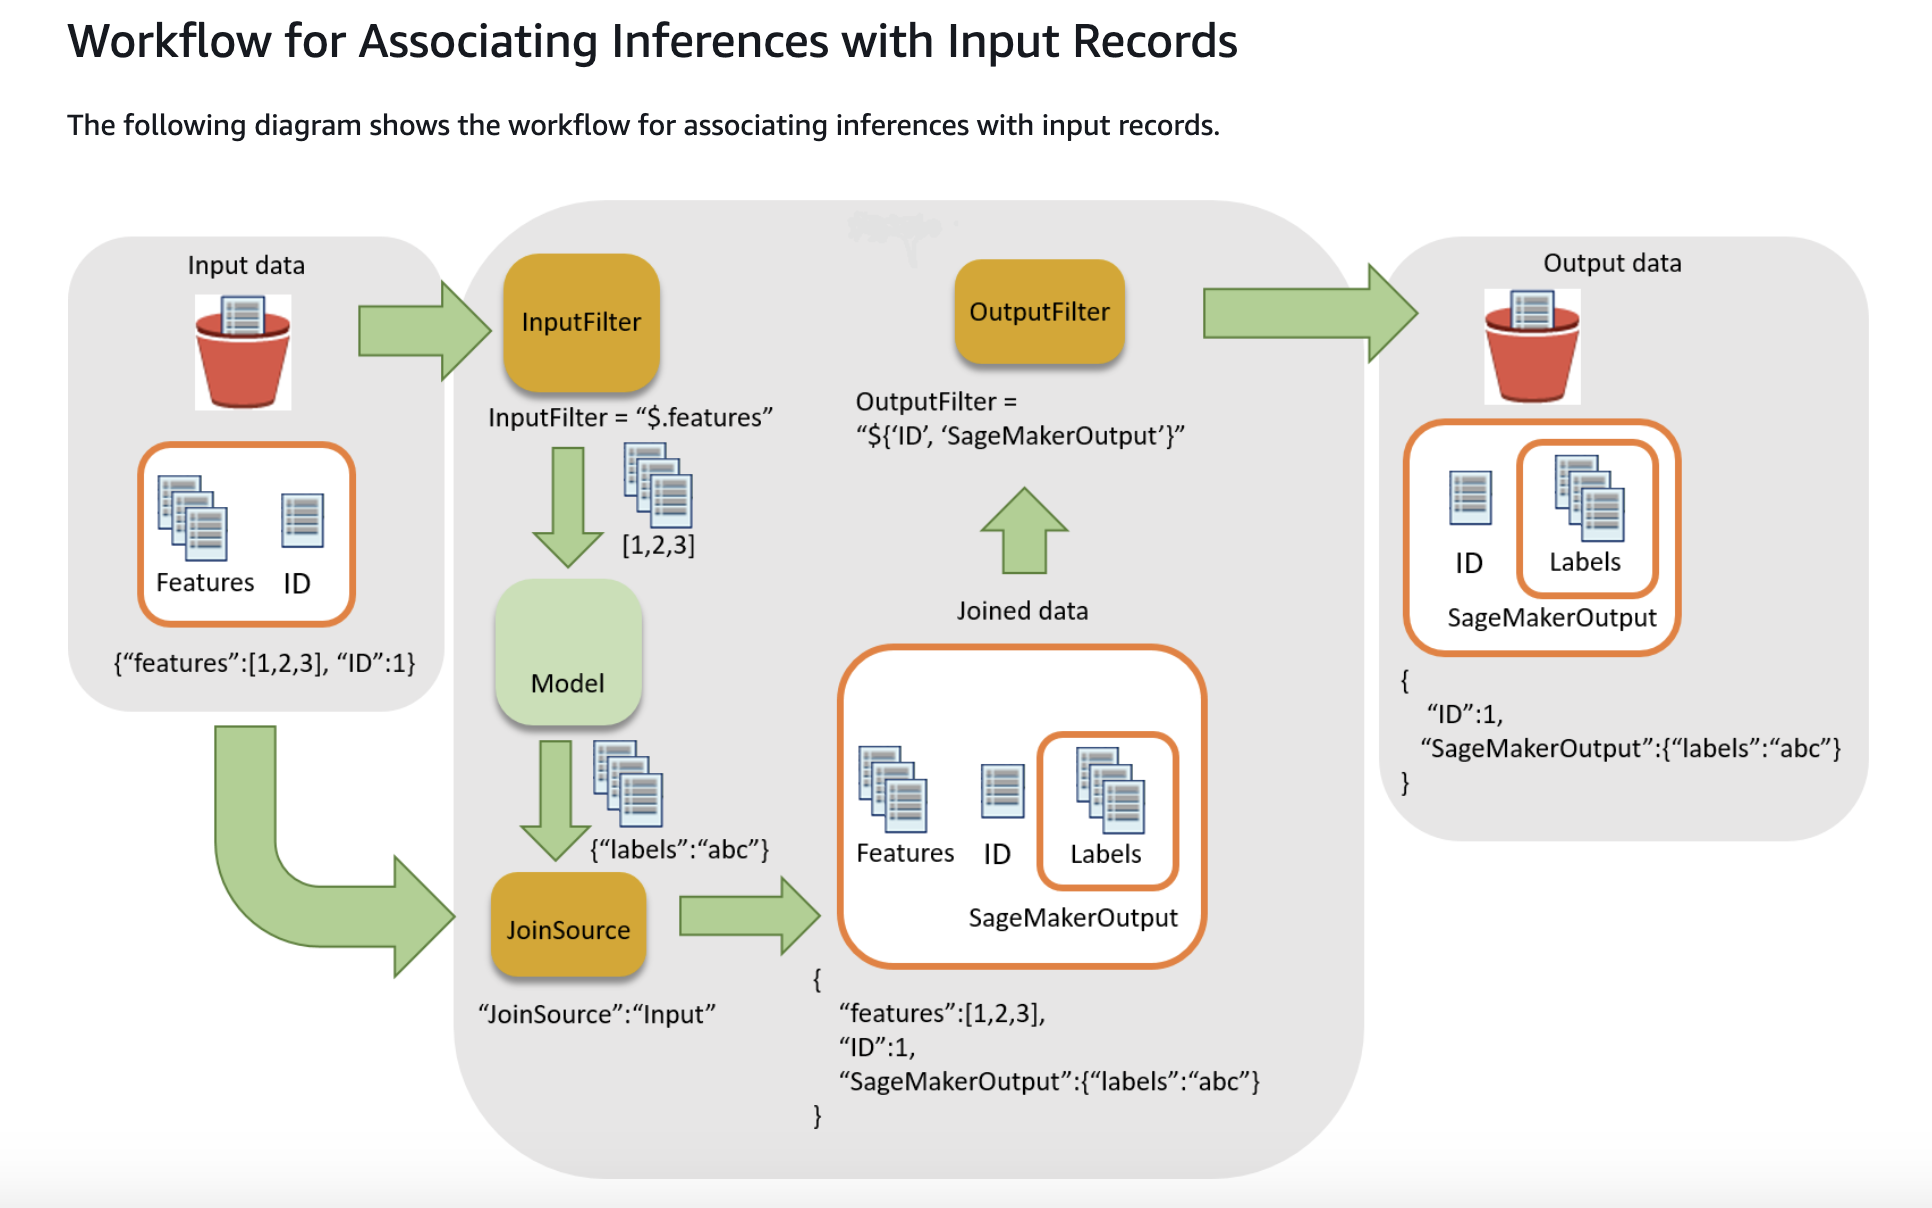 Workflow for Associating Inferences with Input Records
The following diagram shows the workflow for associating inferences with input records.
Input data
Features ID
{“features”:[1,2,3], “ID”:1}
InputFilter
InputFilter = “$.features”
[1,2,3]
Model
{“labels”:“abc”}
JoinSource
“JoinSource”:“Input”
OutputFilter
OutputFilter =
“${‘ID’, ‘SageMakerOutput’}”
Joined data
Features ID Labels
SageMakerOutput
{
“features”:[1,2,3],
“ID”:1,
“SageMakerOutput”:{“labels”:“abc”}
}
Output data
ID Labels
SageMakerOutput
{
“ID”:1,
“SageMakerOutput”:{“labels”:“abc”}
}